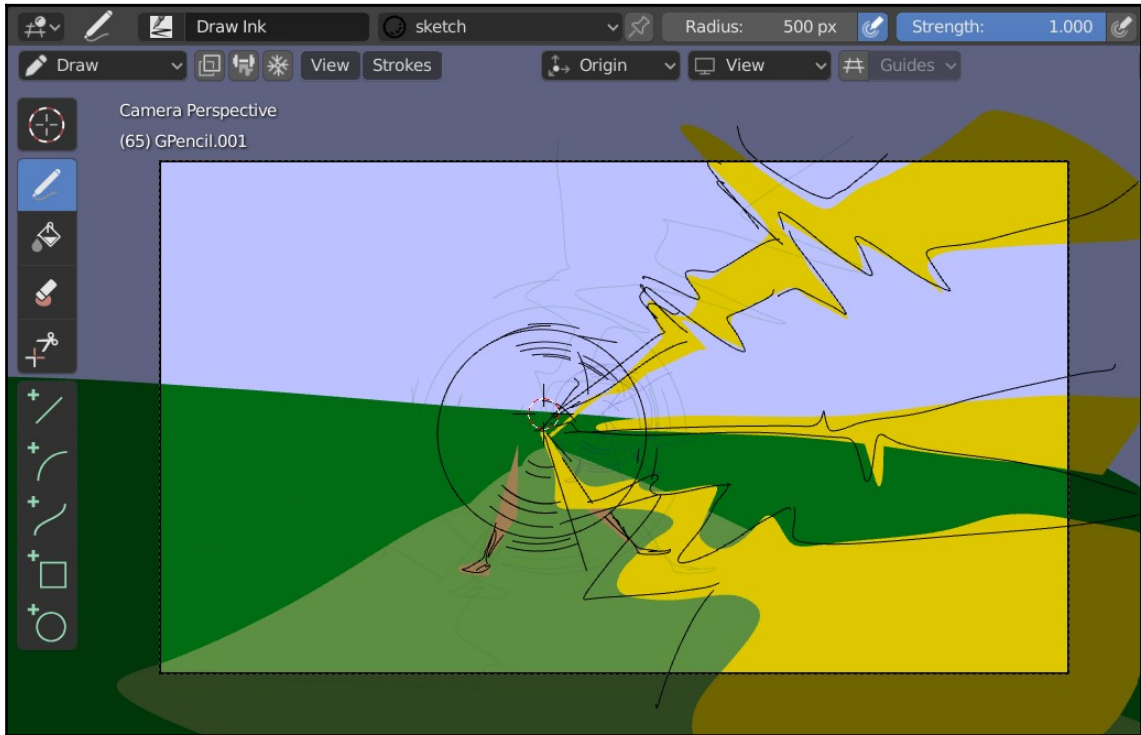 Draw Ink sketch Radius: 500 px Strength: 1.000
Draw View Strokes Origin View Guides
Camera Perspective
(65) GPencil.001